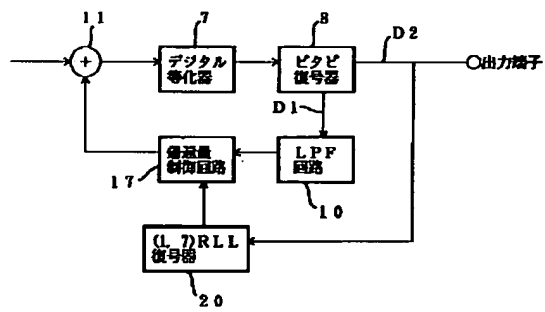 11
7
8
D2
+
デジタル
等化器
ビタビ
復号器
出力端子
D1
帰還量
制御回路
LPF
回路
17
10
(1, 7)RLL
復号器
20